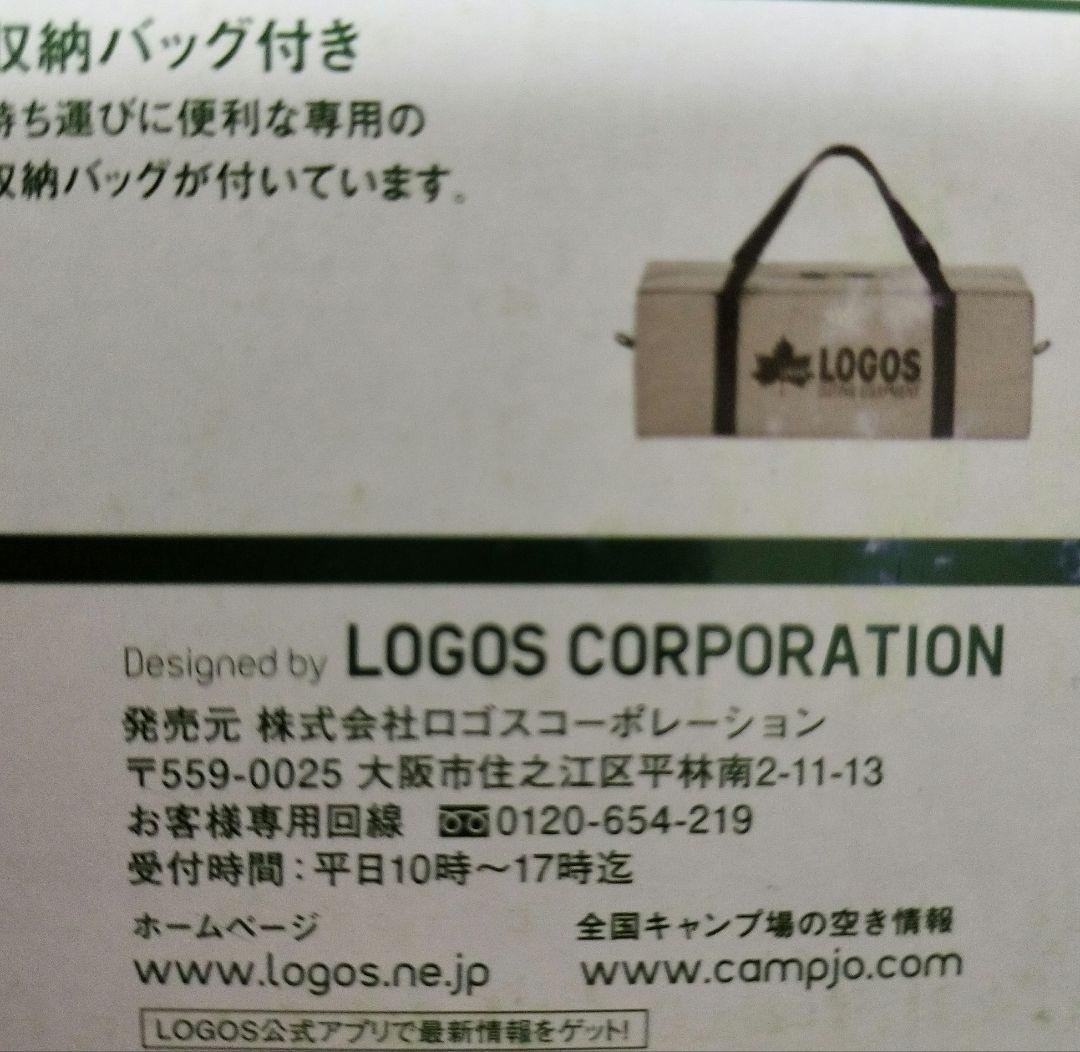 収納バッグ付き
持ち運びに便利な専用の
収納バッグが付いています。
LOGOS
Designed by LOGOS CORPORATION
発売元 株式会社ロゴスコーポレーション
〒559-0025 大阪市住之江区平林南2-11-13
お客様専用回線 0120-654-219
受付時間：平日10時～17時迄
ホームページ 全国キャンプ場の空き情報
www.logos.ne.jp www.campjo.com
LOGOS公式アプリで最新情報をゲット!